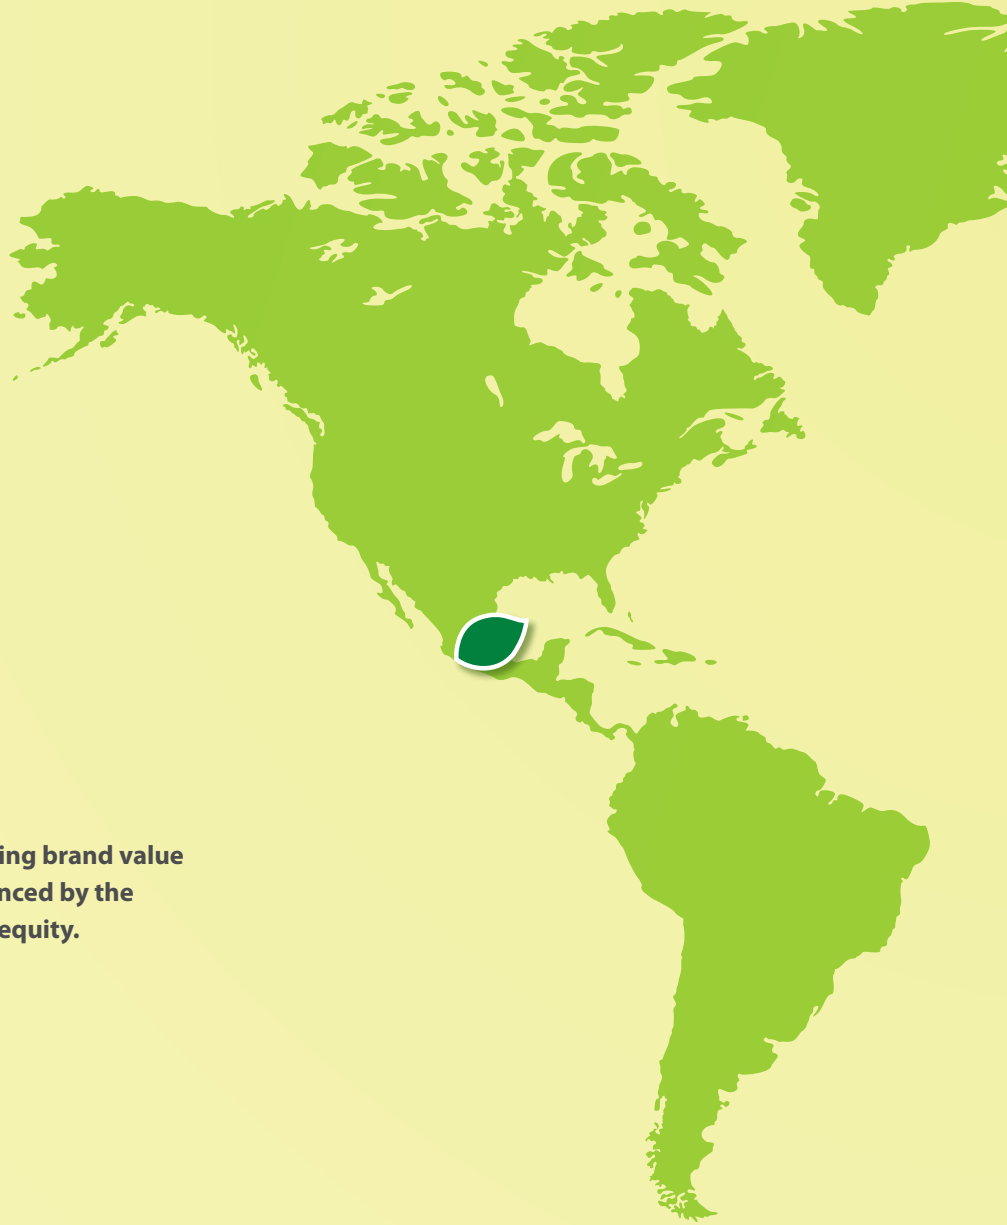 ing brand value
nced by the
equity.